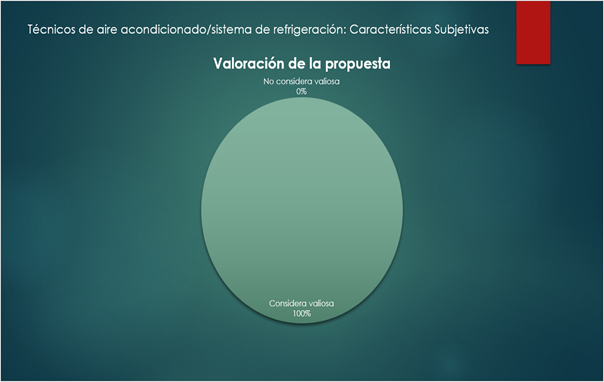 Técnicos de aire acondicionado/sistema de refrigeración: Características Subjetivas
Valoración de la propuesta
No considera valiosa
0%
Considera valiosa
100%